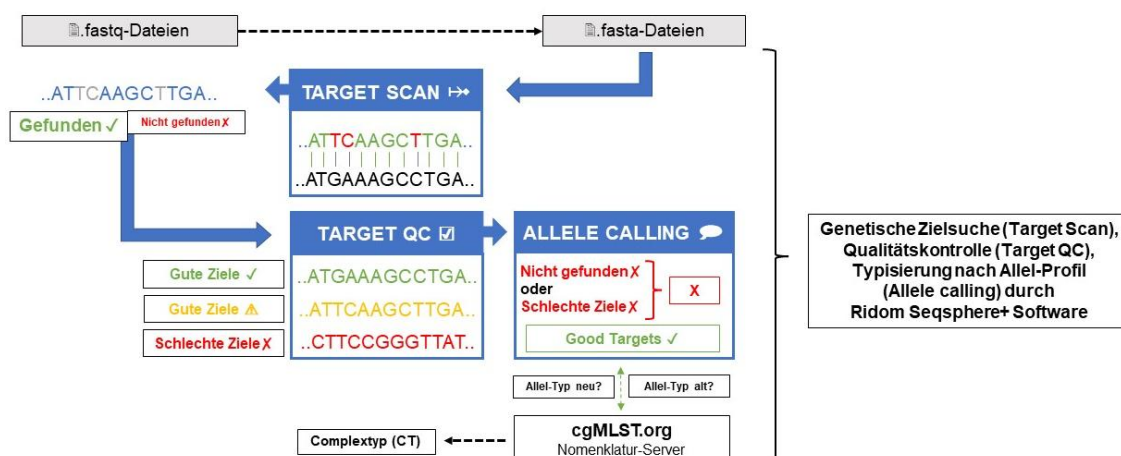 .fastq-Dateien
.fasta-Dateien
..ATTCAAGCTTGA..
Gefunden ✓
Nicht gefunden X
TARGET SCAN
..ATTCAAGCTTGA..
..ATGAAAGCCTGA..
TARGET QC ☑
Gute Ziele ✓
Gute Ziele ⚠
Schlechte Ziele X
..ATGAAAGCCTGA..
..ATTCAAGCTTGA..
..CTTCCGGGTTAT..
ALLELE CALLING
Nicht gefunden X
oder
Schlechte Ziele X
X
Good Targets ✓
Allel-Typ neu?
Allel-Typ alt?
cgMLST.org
Nomenklatur-Server
Complextyp (CT)
Genetische Zielsuche (Target Scan),
Qualitätskontrolle (Target QC),
Typisierung nach Allel-Profil
(Allele calling) durch
Ridom Seqsphere+ Software